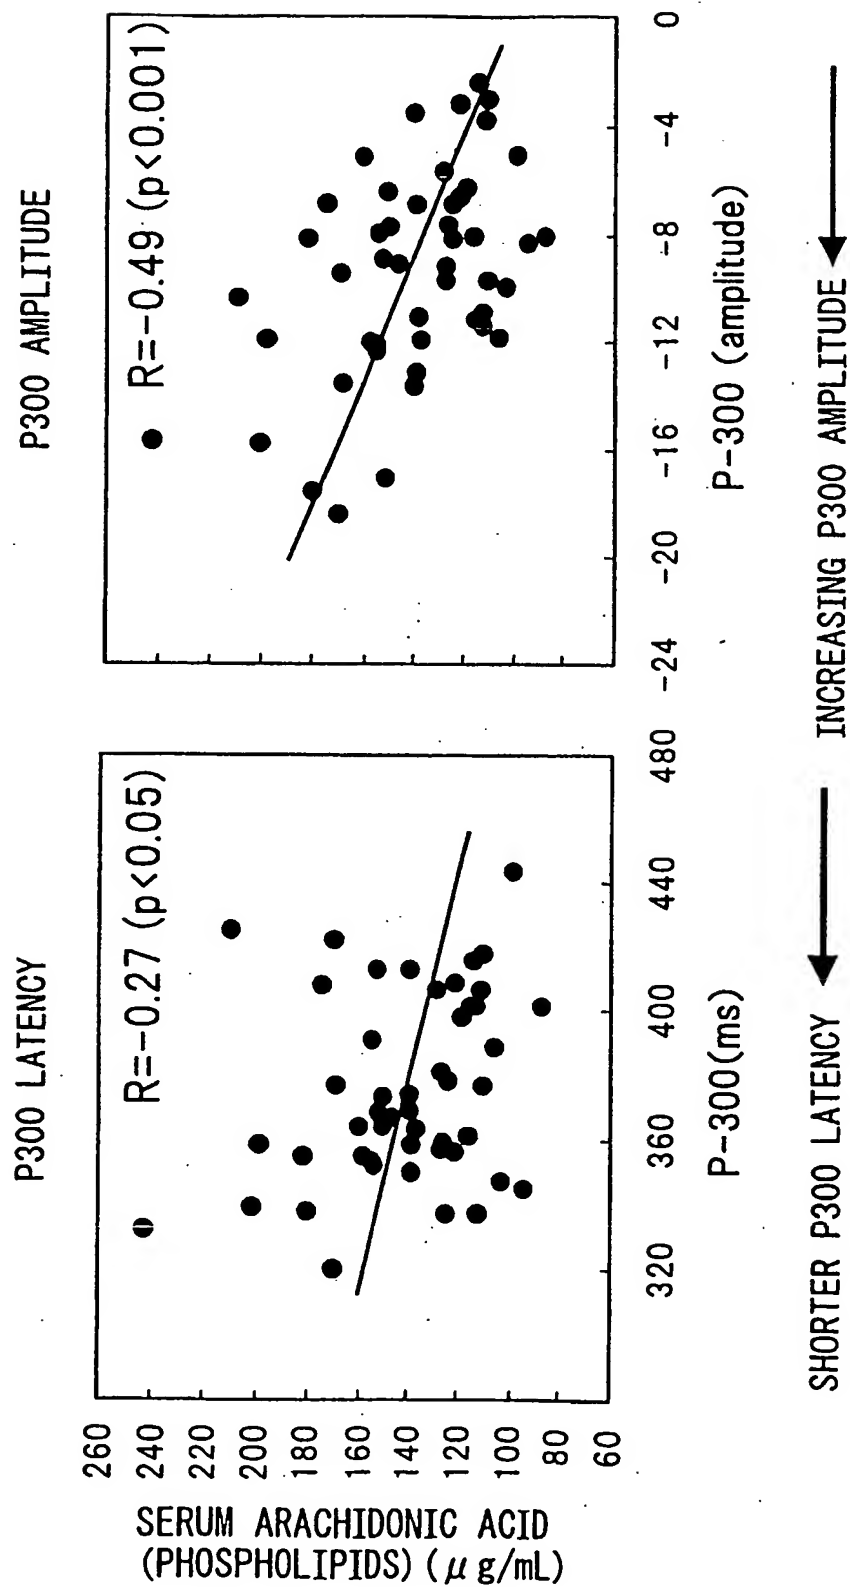 P300 LATENCY
R=-0.27 (p<0.05)
260
240
220
200
180
160
140
120
100
80
60
SERUM ARACHIDONIC ACID
(PHOSPHOLIPIDS) (μg/mL)
320
360
400
440
480
P-300(ms)
SHORTER P300 LATENCY
P300 AMPLITUDE
R=-0.49 (p<0.001)
-24
-20
-16
-12
-8
-4
0
P-300 (amplitude)
INCREASING P300 AMPLITUDE